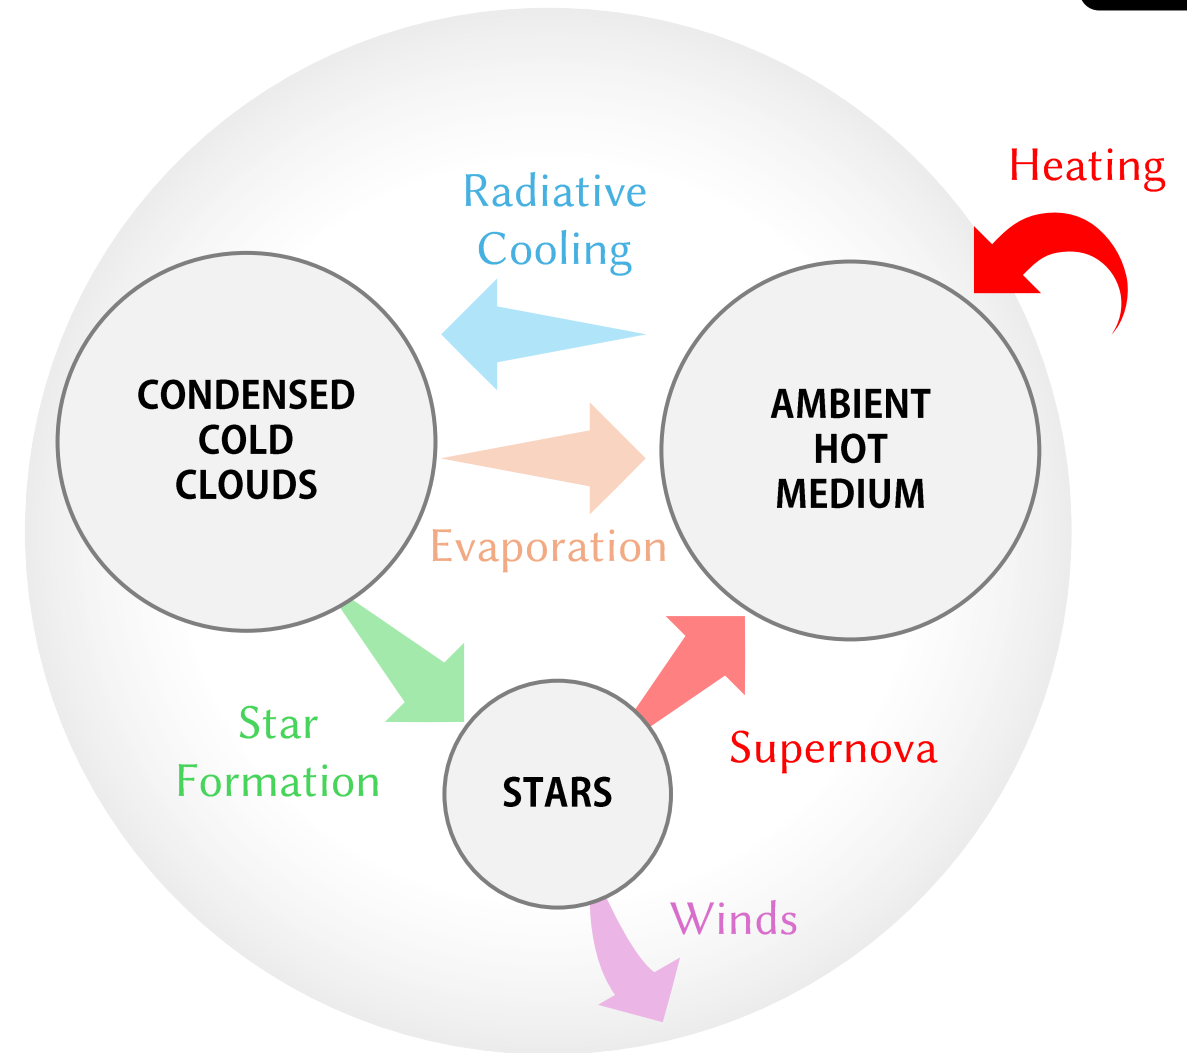 Heating
Radiative
Cooling
CONDENSED
COLD
CLOUDS
AMBIENT
HOT
MEDIUM
Evaporation
Star
Formation
Supernova
STARS
Winds